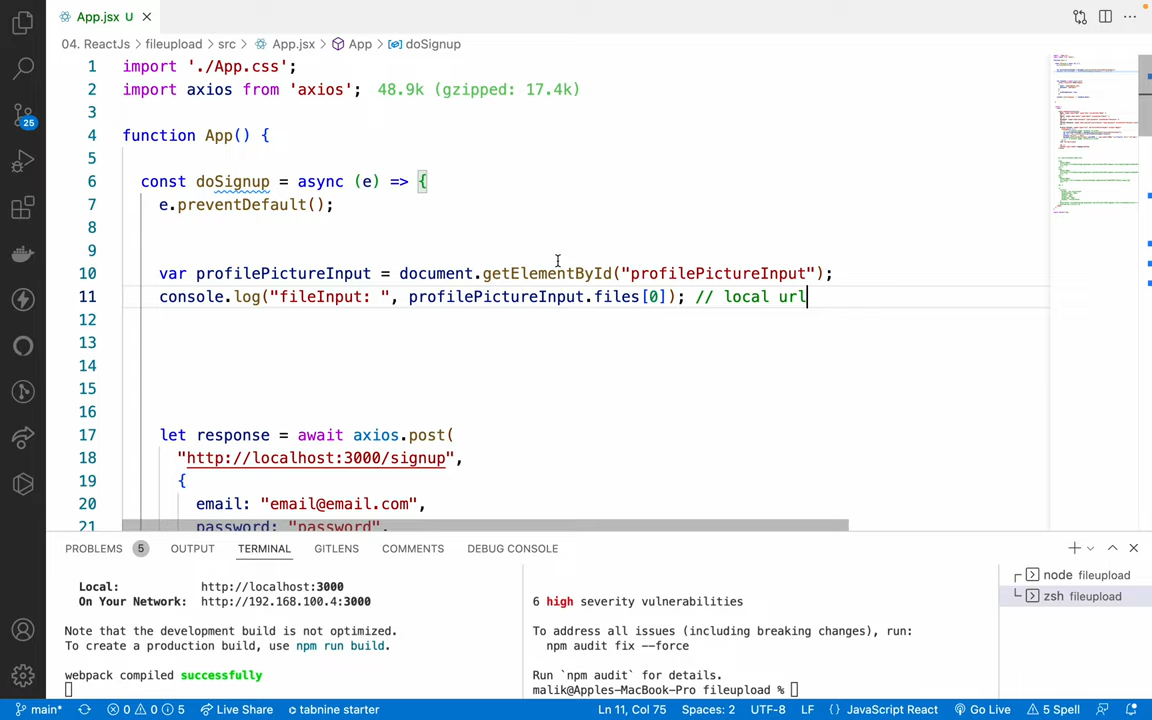 App.jsx U
04. ReactJs > fileupload > src > App.jsx > App > doSignup
1 import './App.css';
2 import axios from 'axios'; 48.9k (gzipped: 17.4k)
3
4 function App() {
5
6 const doSignup = async (e) => {
7 e.preventDefault();
8
9
10 var profilePictureInput = document.getElementById("profilePictureInput");
11 console.log("fileInput: ", profilePictureInput.files[0]); // local url
12
13
14
15
16
17 let response = await axios.post(
18 "http://localhost:3000/signup",
19 {
20 email: "email@email.com",
21 password: "password",
25
PROBLEMS 5 OUTPUT TERMINAL GITLENS COMMENTS DEBUG CONSOLE
Local: http://localhost:3000
On Your Network: http://192.168.100.4:3000
Note that the development build is not optimized.
To create a production build, use npm run build.
webpack compiled successfully
6 high severity vulnerabilities
To address all issues (including breaking changes), run:
npm audit fix --force
Run `npm audit` for details.
malik@Apples-MacBook-Pro fileupload %
node fileupload
zsh fileupload
main* 0 0 5 Live Share tabnine starter Ln 11, Col 75 Spaces: 2 UTF-8 LF {} JavaScript React Go Live 5 Spell